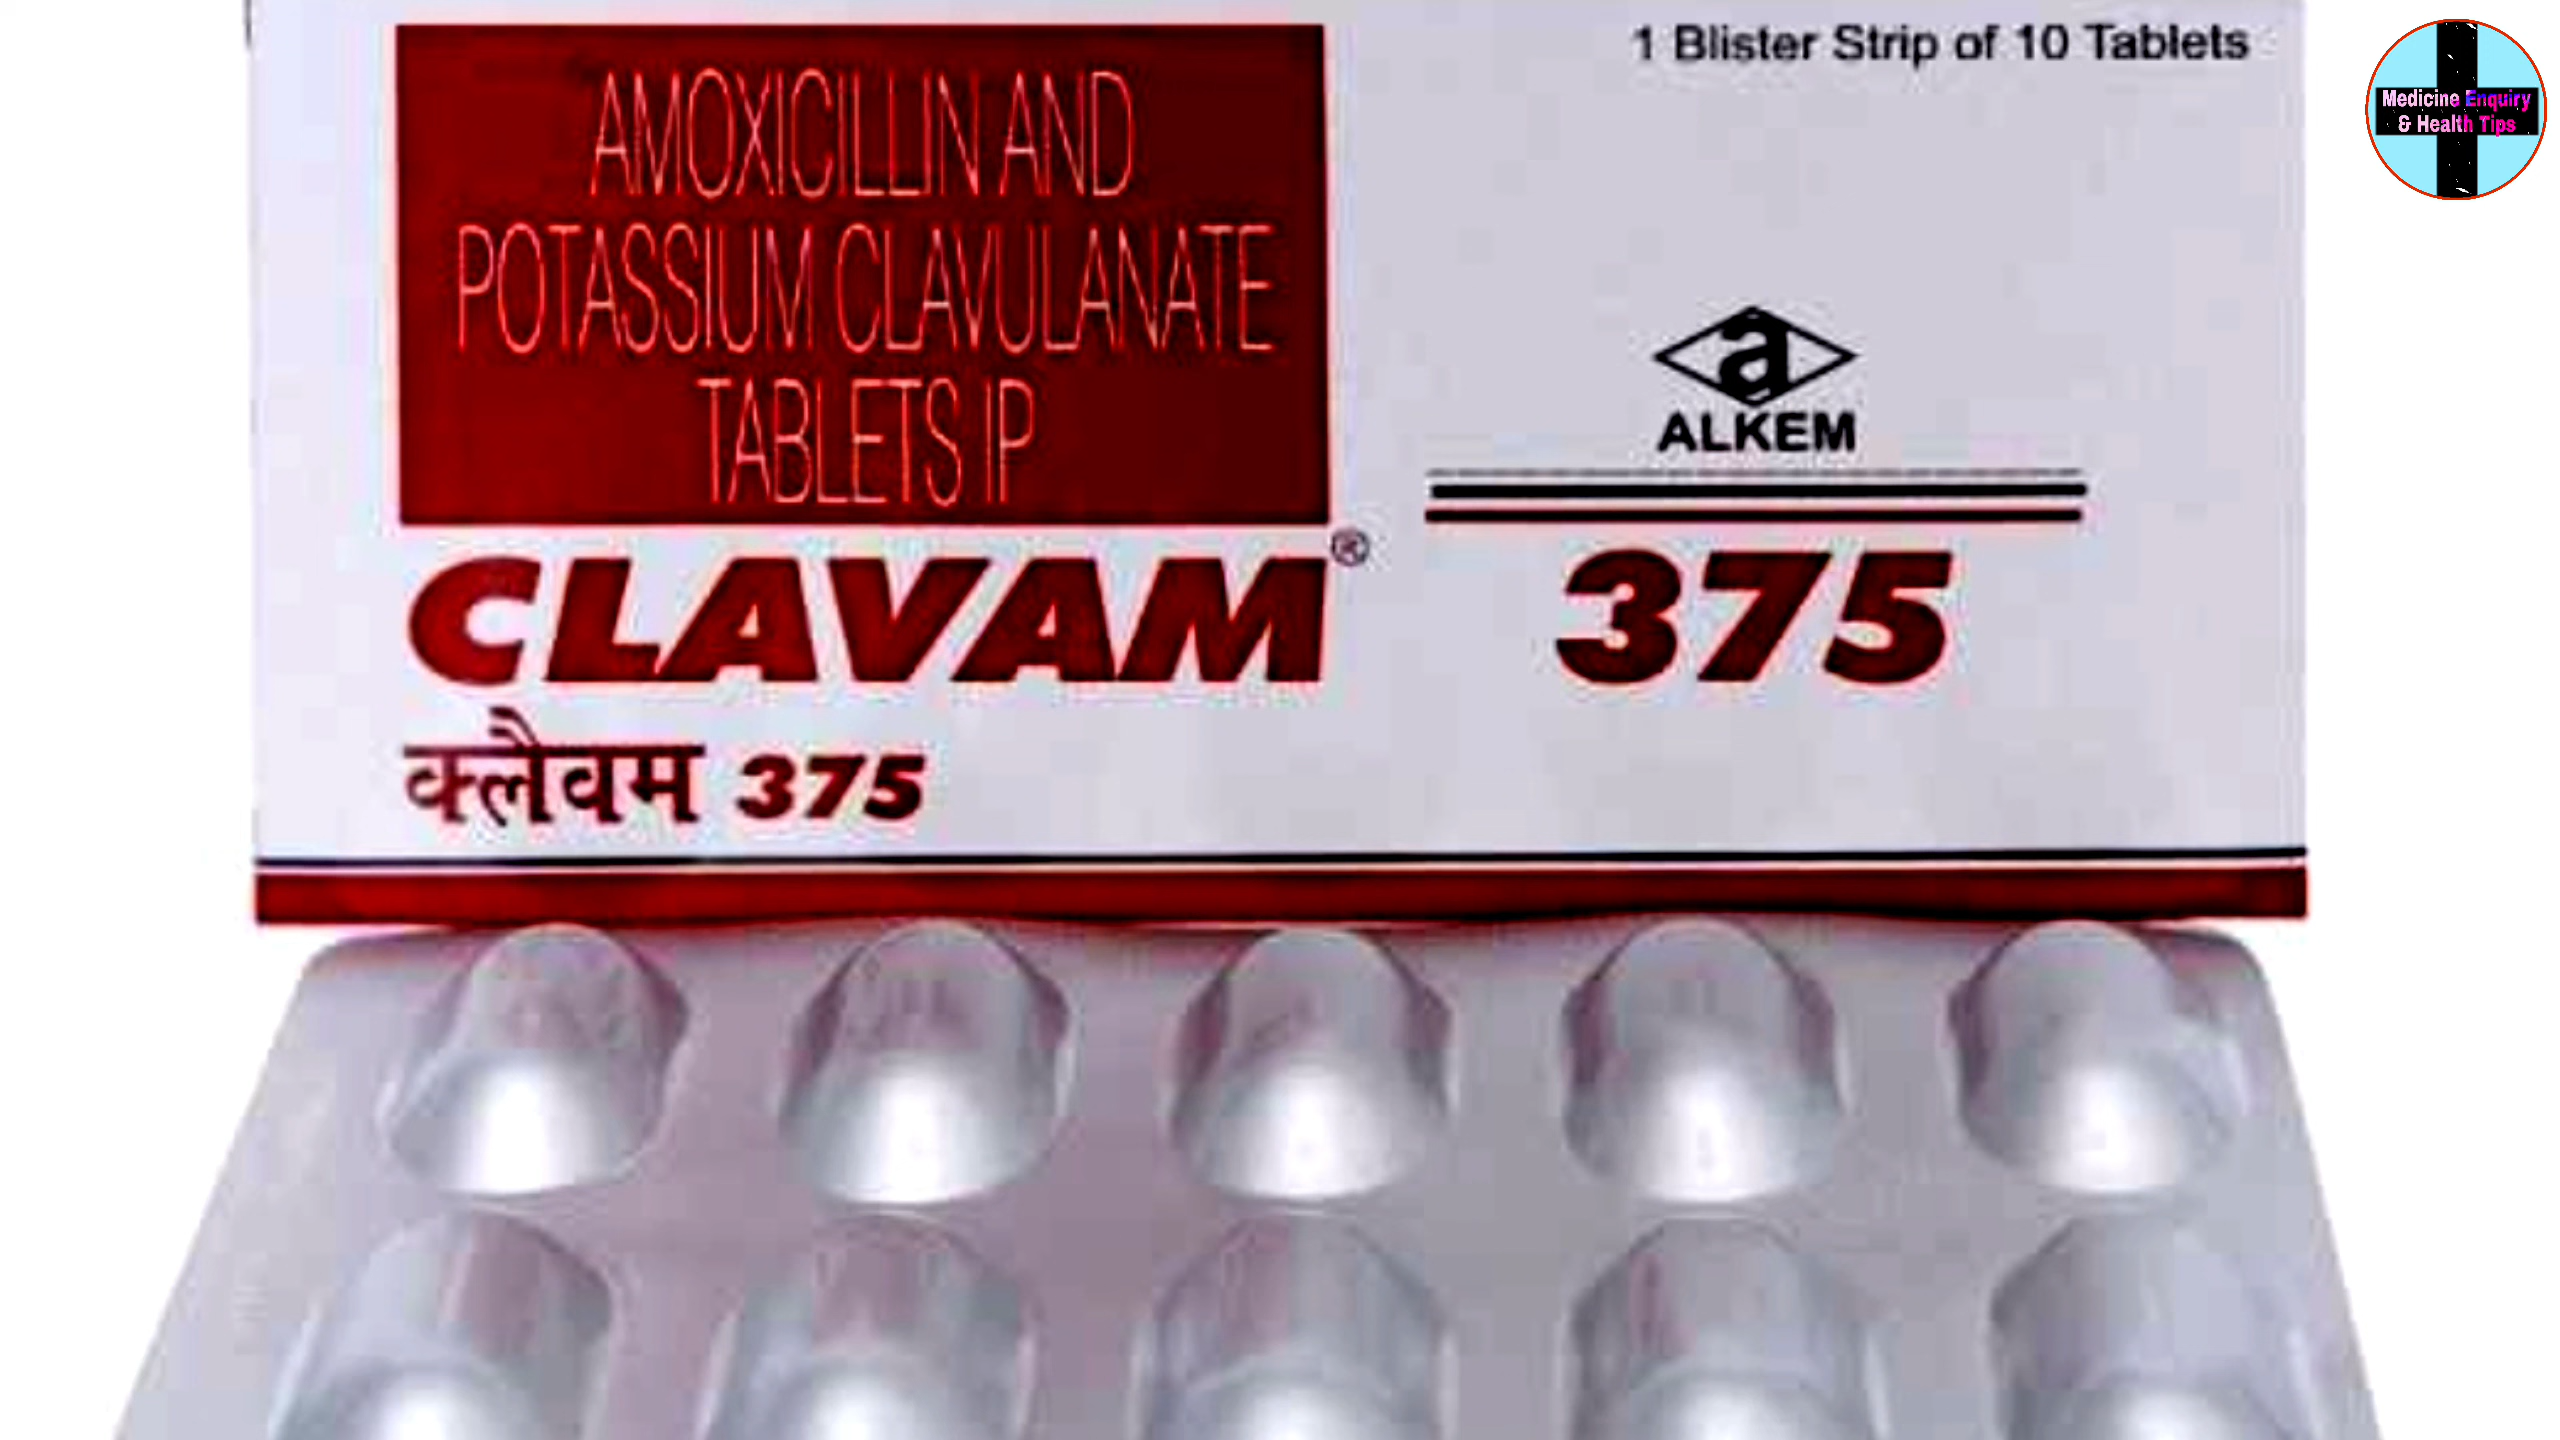 1 Blister Strip of 10 Tablets
Medicine Enquiry
& Health Tips
AMOXICILLIN AND
POTASSIUM CLAVULANATE
TABLETS IP
a
ALKEM
CLAVAM® 375
क्लैवम 375